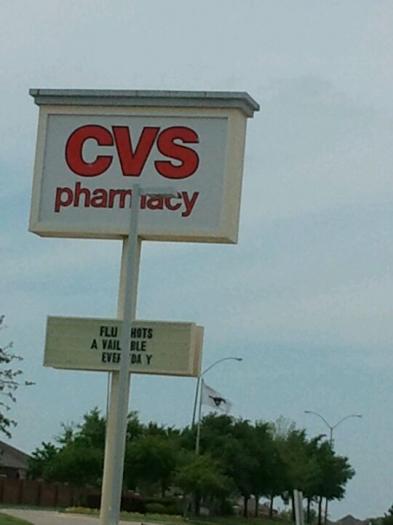 CVS
pharmacy
FLU SHOTS
AVAILABLE
EVERYDAY